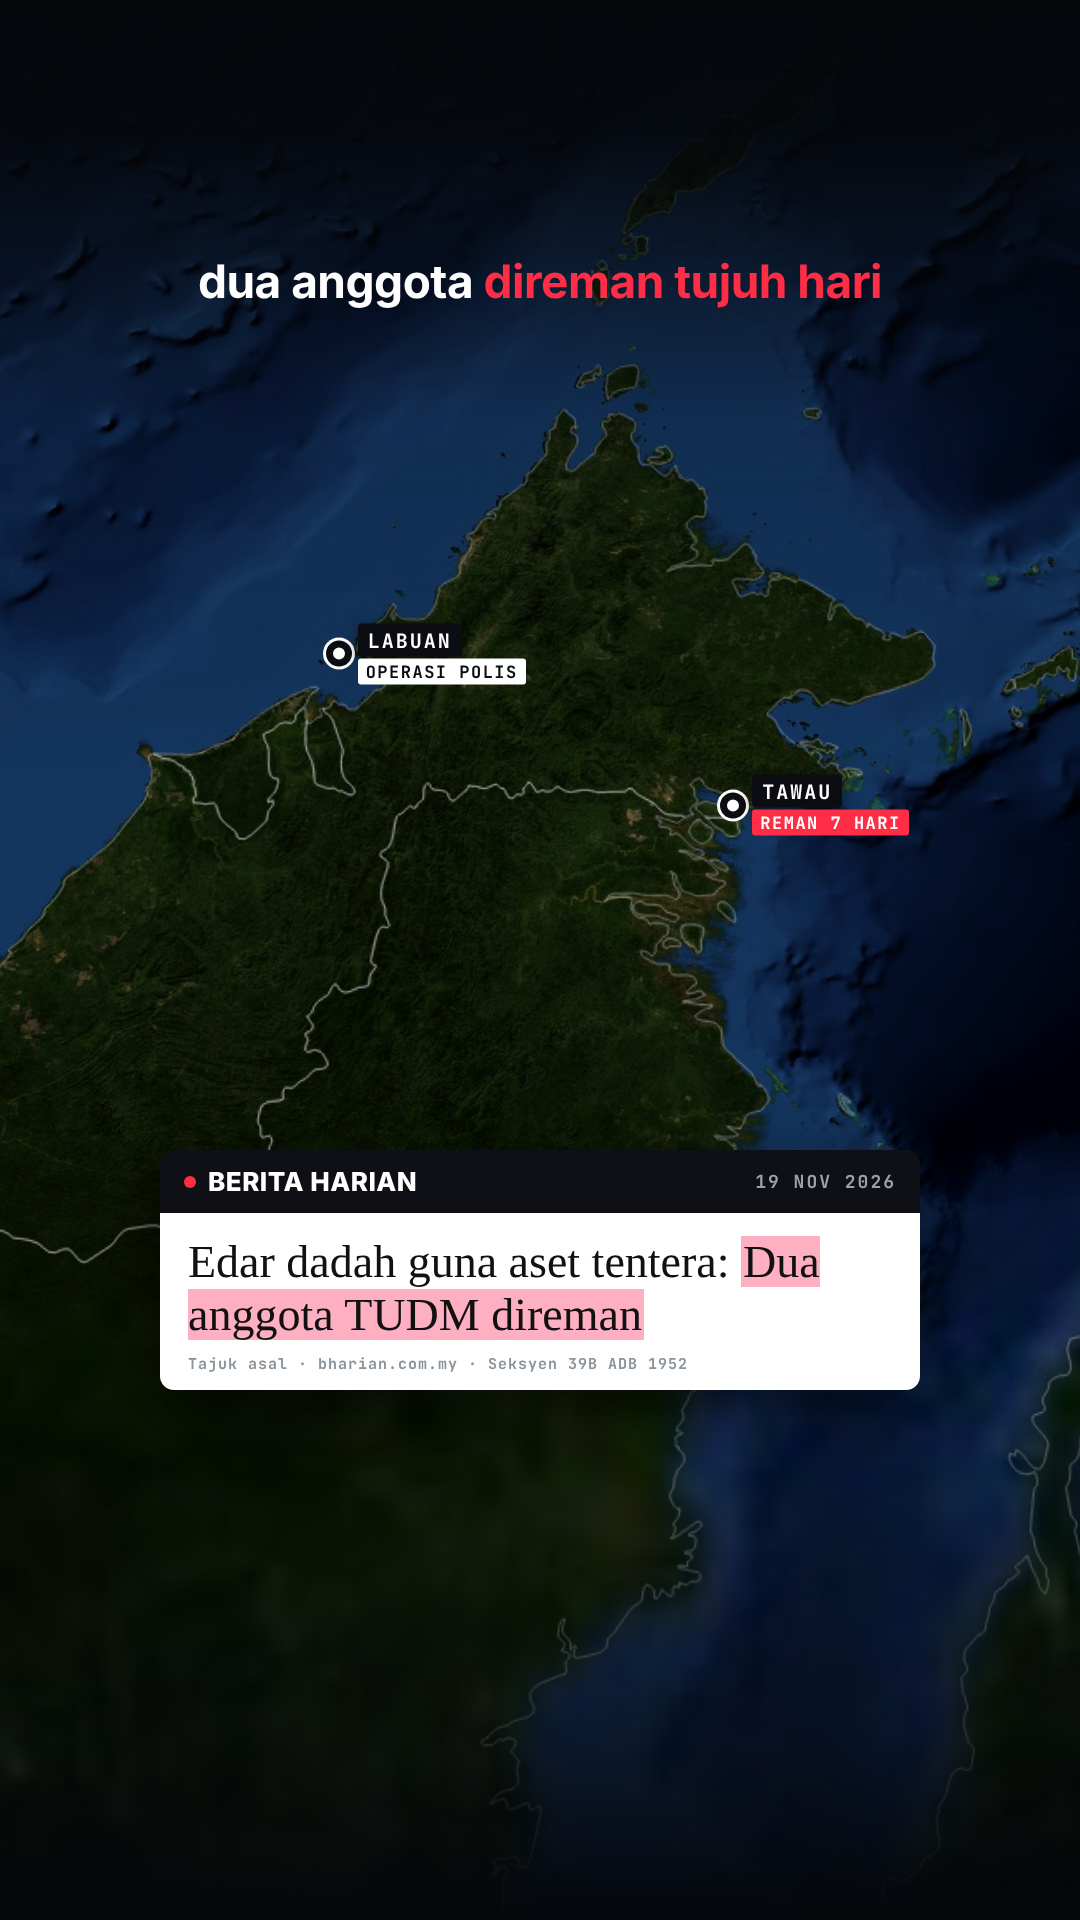 dua anggota direman tujuh hari
LABUAN
OPERASI POLIS
TAWAU
REMAN 7 HARI
BERITA HARIAN
19 NOV 2026
Edar dadah guna aset tentera: Dua
anggota TUDM direman
Tajuk asal · bharian.com.my · Seksyen 39B ADB 1952